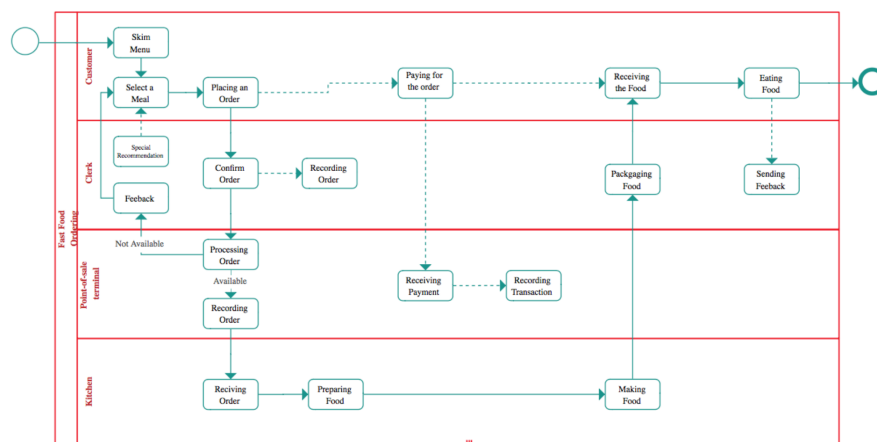 Fast Food
Ordering
Customer
Skim
Menu
Select a
Meal
Placing an
Order
Paying for
the order
Receiving
the Food
Eating
Food
Clerk
Special
Recommendation
Feeback
Confirm
Order
Recording
Order
Packgaging
Food
Sending
Feeback
Point-of-sale
terminal
Not Available
Processing
Order
Available
Recording
Order
Receiving
Payment
Recording
Transaction
Kitchen
Reciving
Order
Preparing
Food
Making
Food